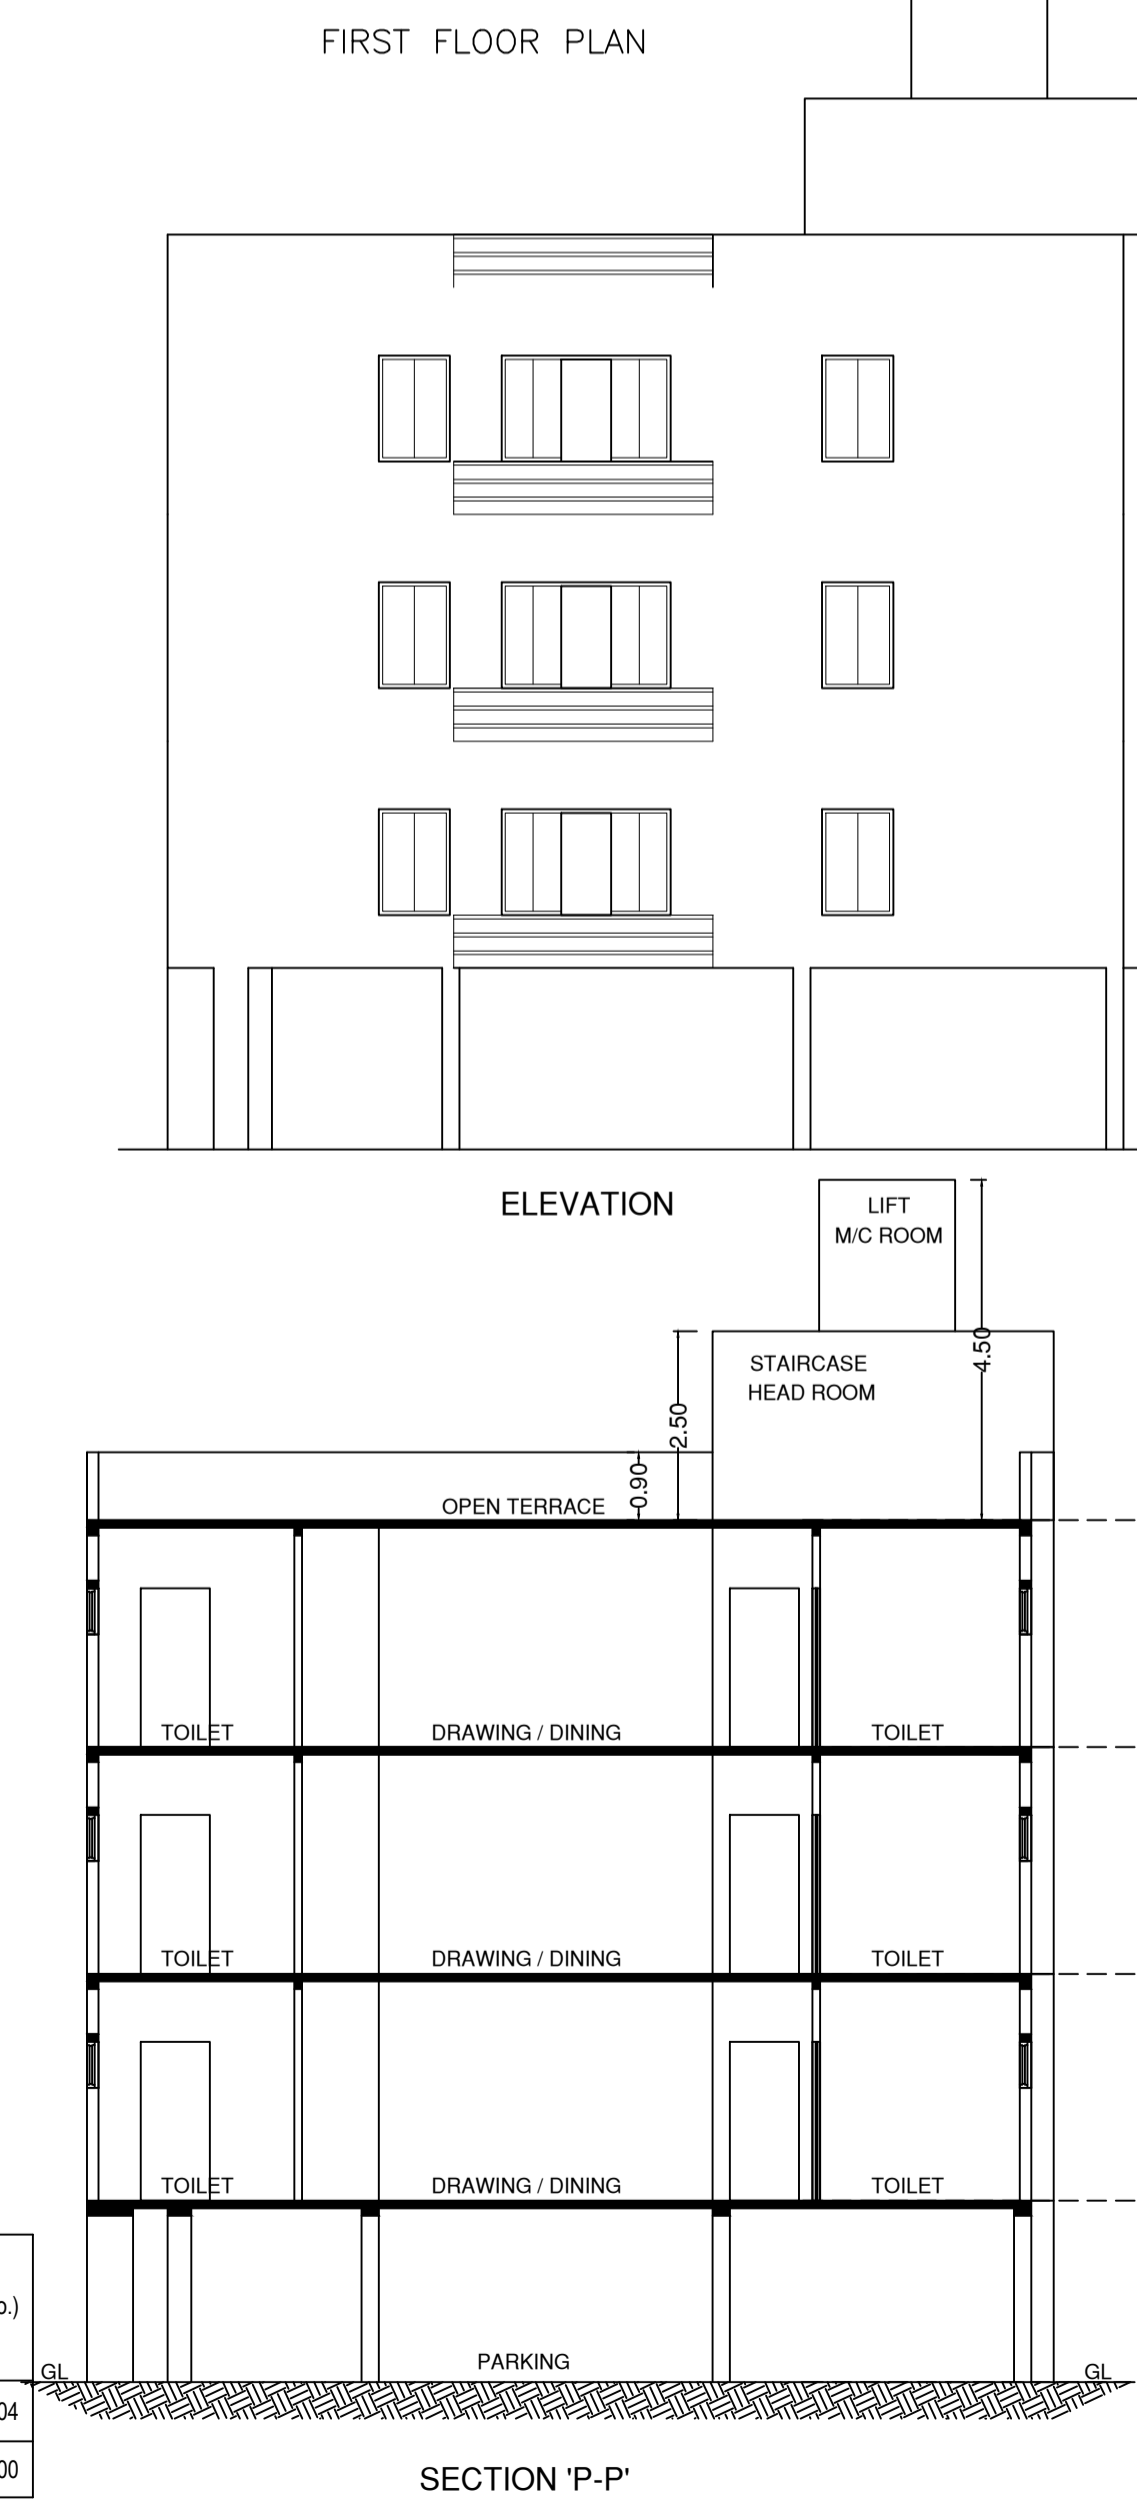 FIRST FLOOR PLAN
ELEVATION
LIFT
M/C ROOM
4.50
STAIRCASE
HEAD ROOM
2.50
0.90
OPEN TERRACE
TOILET DRAWING / DINING TOILET
TOILET DRAWING / DINING TOILET
TOILET DRAWING / DINING TOILET
PARKING
GL GL
SECTION 'P-P'